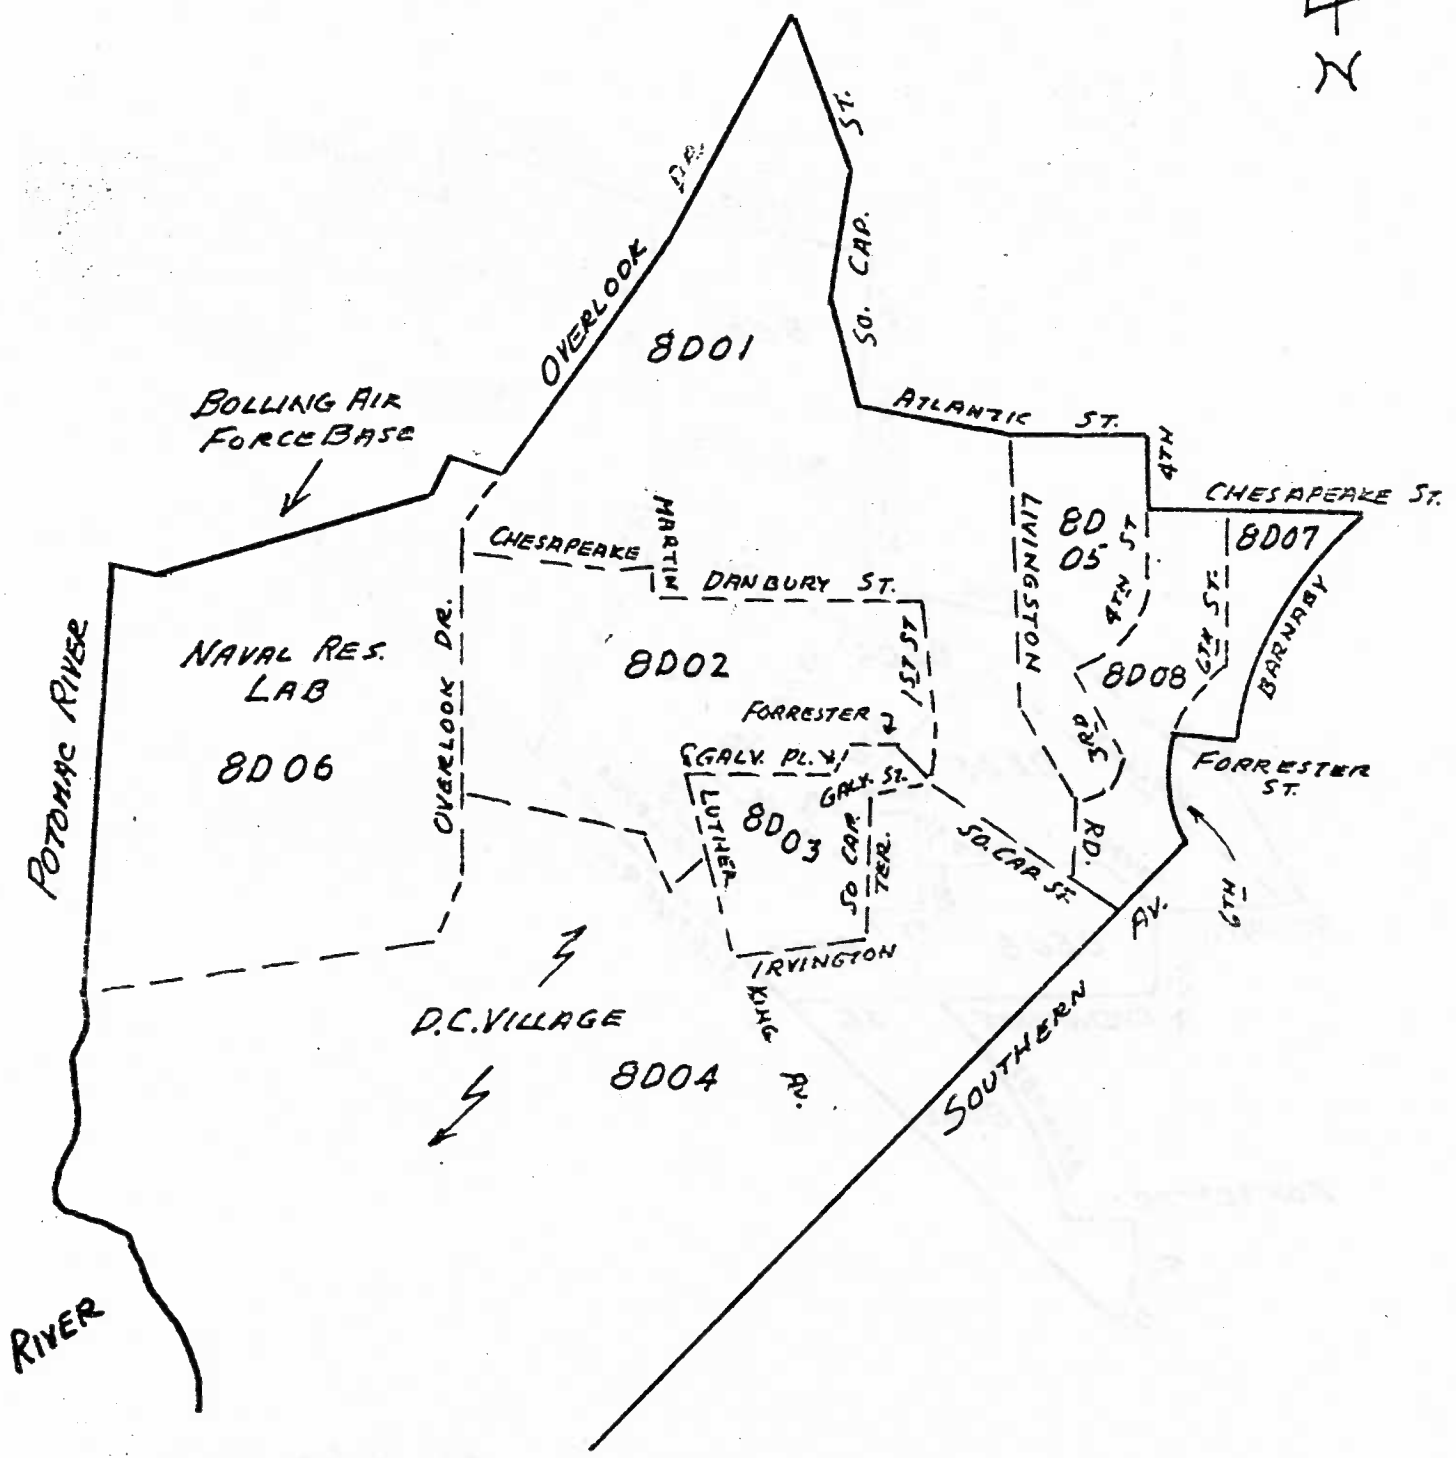 N
ST.
DR.
SO. CAP.
OVERLOOK
8D01
BOLLING AIR
FORCE BASE
ATLANTIC ST.
4TH
CHESAPEAKE ST.
MARTIN
LIVINGSTON
8D
05
4TH ST
8D07
CHESAPEAKE
DANBURY ST.
6TH ST.
BARNABY
POTOMAC RIVER
NAVAL RES.
LAB
OVERLOOK DR.
8D02
1ST ST
8D08
FORRESTER
3RD
GALV. PL.
GALV. ST.
FORRESTER
ST.
8D06
LUTHER
8D03
SO CAP
TER.
SO. CAP ST.
RD.
6TH
AV.
IRVINGTON
KING
AV.
D.C. VILLAGE
8D04
SOUTHERN
RIVER